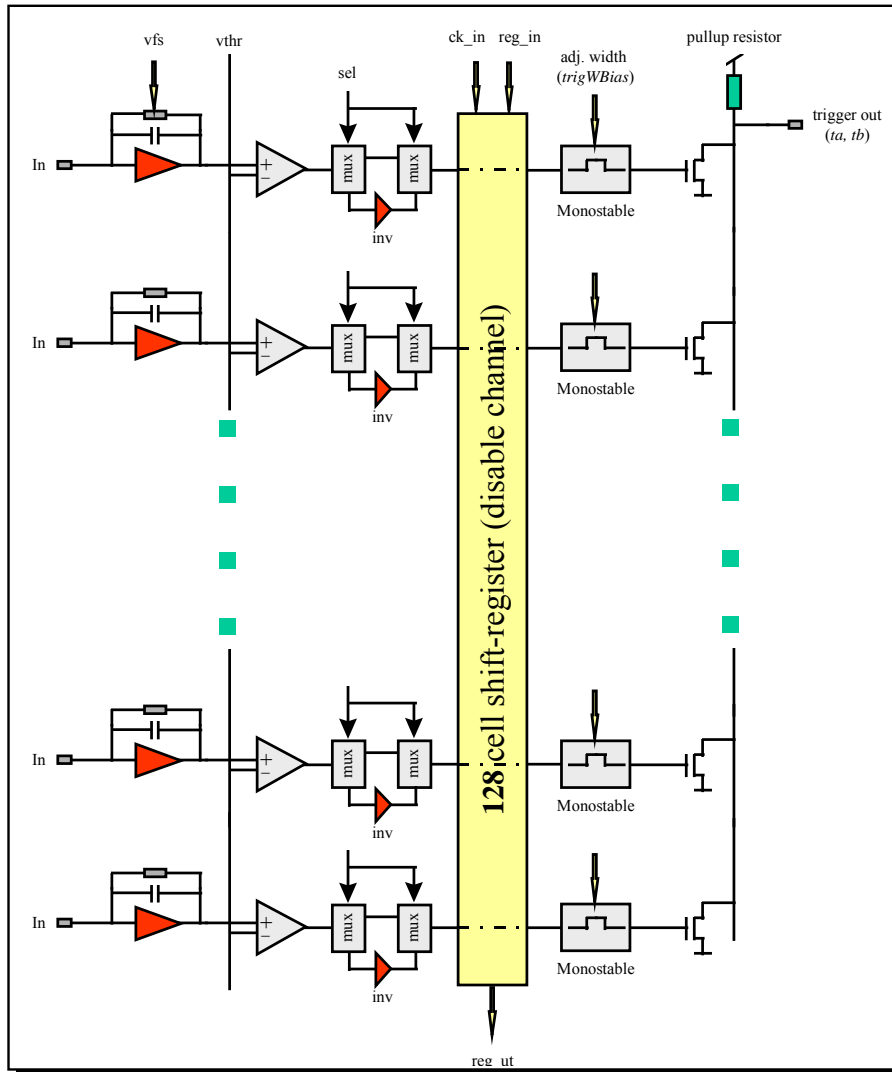 vfs
vthr
ck_in
reg_in
pullup resistor
adj. width
(trigWBias)
sel
trigger out
(ta, tb)
In
+
−
mux
mux
inv
Monostable
In
+
−
mux
mux
inv
Monostable
128 cell shift-register (disable channel)
In
+
−
mux
mux
inv
Monostable
In
+
−
mux
mux
inv
Monostable
reg_ut